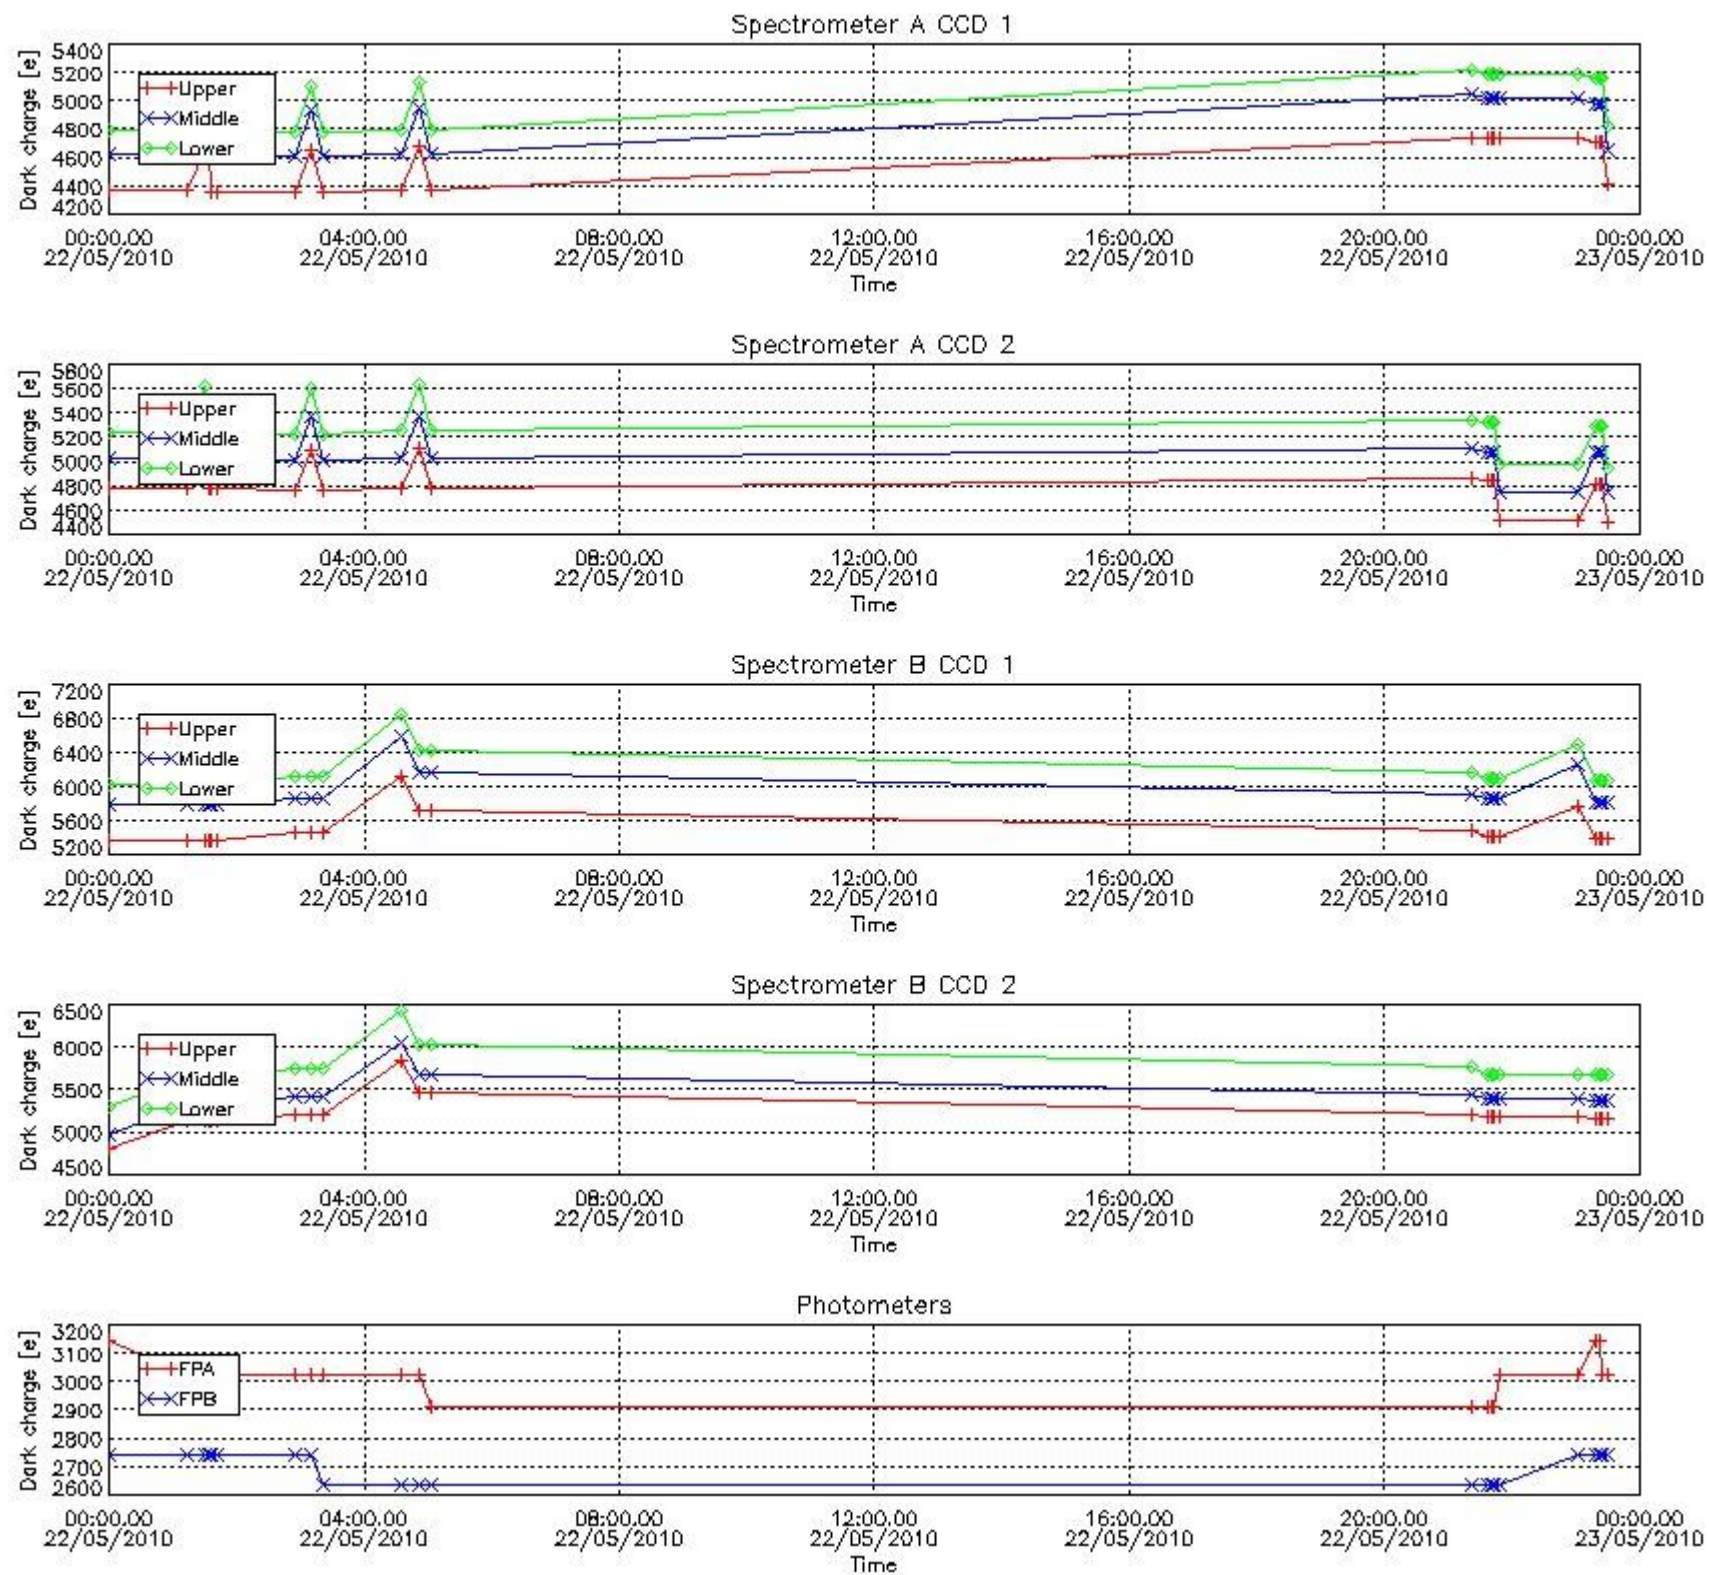 Spectrometer A CCD 1
Dark charge [e]
5400
5200
5000
4800
4600
4400
4200
Upper
Middle
Lower
00:00.00 04:00.00 08:00.00 12:00.00 16:00.00 20:00.00 00:00.00
22/05/2010 22/05/2010 22/05/2010 22/05/2010 22/05/2010 22/05/2010 23/05/2010
Time
Spectrometer A CCD 2
Dark charge [e]
5800
5600
5400
5200
5000
4800
4600
4400
Upper
Middle
Lower
00:00.00 04:00.00 08:00.00 12:00.00 16:00.00 20:00.00 00:00.00
22/05/2010 22/05/2010 22/05/2010 22/05/2010 22/05/2010 22/05/2010 23/05/2010
Time
Spectrometer B CCD 1
Dark charge [e]
7200
6800
6400
6000
5600
5200
Upper
Middle
Lower
00:00.00 04:00.00 08:00.00 12:00.00 16:00.00 20:00.00 00:00.00
22/05/2010 22/05/2010 22/05/2010 22/05/2010 22/05/2010 22/05/2010 23/05/2010
Time
Spectrometer B CCD 2
Dark charge [e]
6500
6000
5500
5000
4500
Upper
Middle
Lower
00:00.00 04:00.00 08:00.00 12:00.00 16:00.00 20:00.00 00:00.00
22/05/2010 22/05/2010 22/05/2010 22/05/2010 22/05/2010 22/05/2010 23/05/2010
Time
Photometers
Dark charge [e]
3200
3100
3000
2900
2800
2700
2600
FPA
FPB
00:00.00 04:00.00 08:00.00 12:00.00 16:00.00 20:00.00 00:00.00
22/05/2010 22/05/2010 22/05/2010 22/05/2010 22/05/2010 22/05/2010 23/05/2010
Time